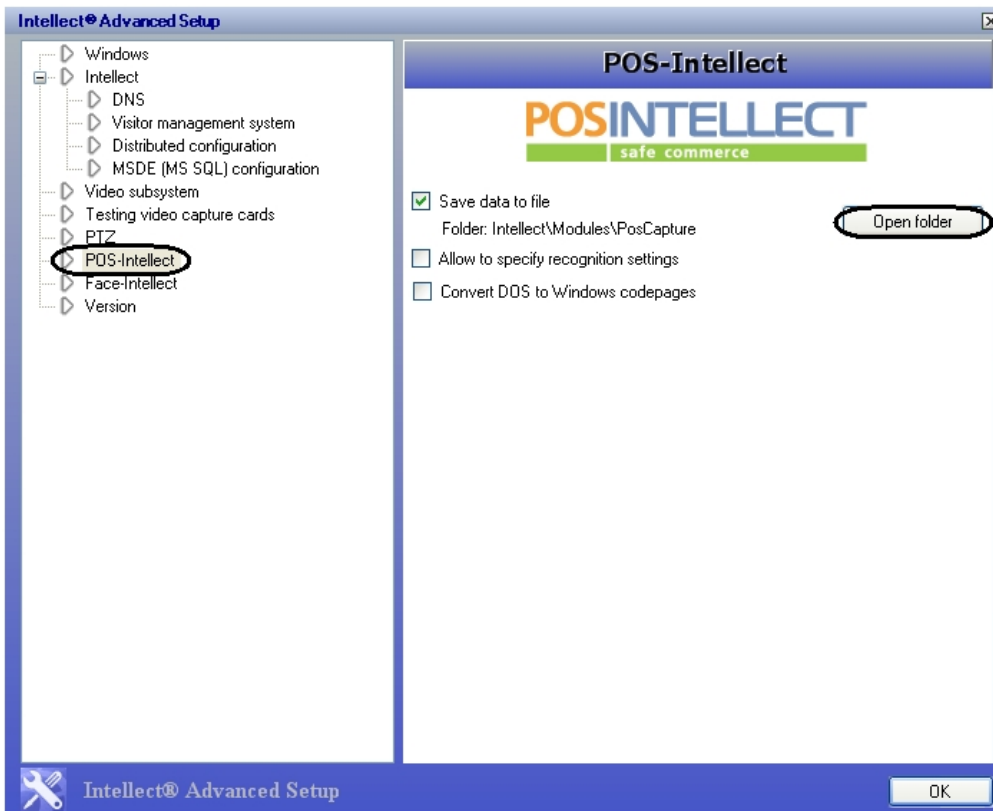 Intellect® Advanced Setup
Windows
Intellect
DNS
Visitor management system
Distributed configuration
MSDE (MS SQL) configuration
Video subsystem
Testing video capture cards
PTZ
POS-Intellect
Face-Intellect
Version
POS-Intellect
POSINTELLECT
safe commerce
Save data to file
Folder: Intellect\Modules\PosCapture
Open folder
Allow to specify recognition settings
Convert DOS to Windows codepages
Intellect® Advanced Setup
OK